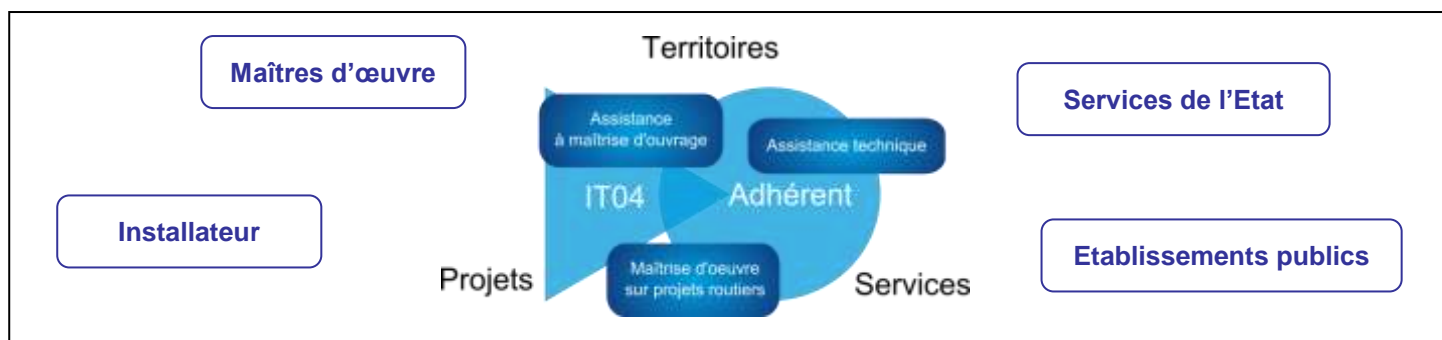 Territoires
Maîtres d'œuvre
Services de l'Etat
Assistance
à maîtrise d'ouvrage
Assistance technique
IT04
Adhérent
Installateur
Etablissements publics
Projets
Maîtrise d'oeuvre
sur projets routiers
Services